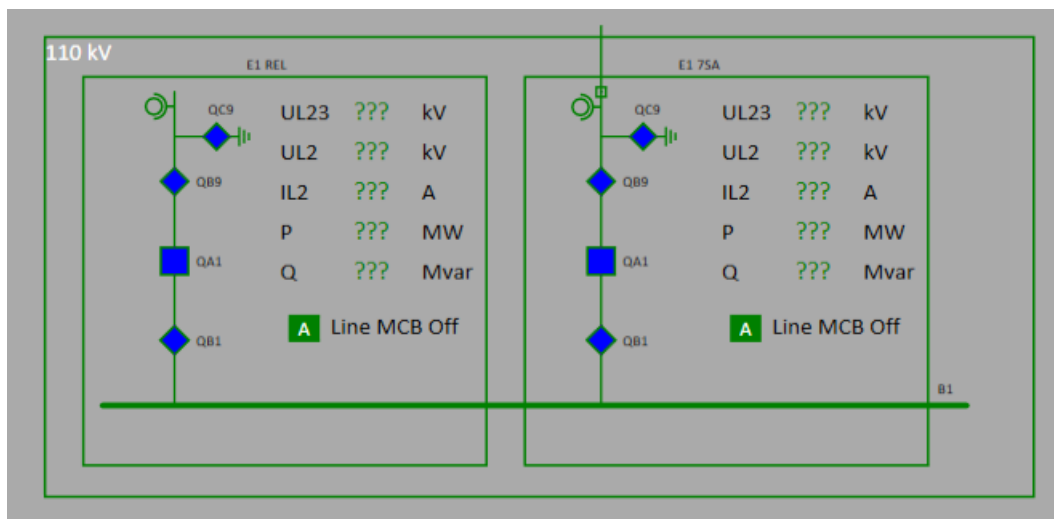 110 kV
E1 REL
QC9
QB9
QA1
QB1
UL23 ??? kV
UL2 ??? kV
IL2 ??? A
P ??? MW
Q ??? Mvar
A Line MCB Off
E1 7SA
QC9
QB9
QA1
QB1
UL23 ??? kV
UL2 ??? kV
IL2 ??? A
P ??? MW
Q ??? Mvar
A Line MCB Off
B1